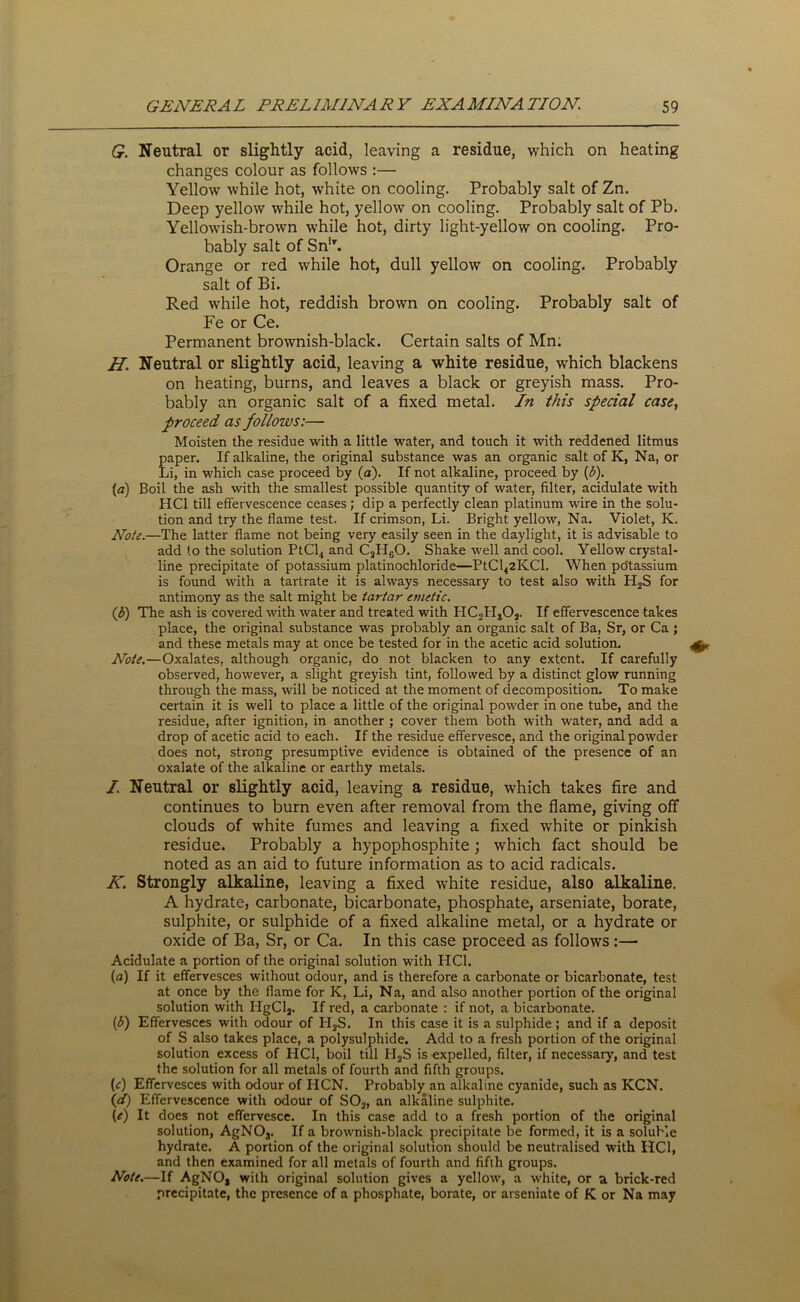 GENERAL PRELIMINARY EXAMINATION. 59
G. Neutral or slightly acid, leaving a residue, which on heating
changes colour as follows :—
Yellow while hot, white on cooling. Probably salt of Zn.
Deep yellow while hot, yellow on cooling. Probably salt of Pb.
Yellowish-brown while hot, dirty light-yellow on cooling. Pro-
bably salt of Snⁱᵛ.
Orange or red while hot, dull yellow on cooling. Probably
salt of Bi.
Red while hot, reddish brown on cooling. Probably salt of
Fe or Ce.
Permanent brownish-black. Certain salts of Mn.
H. Neutral or slightly acid, leaving a white residue, which blackens
on heating, burns, and leaves a black or greyish mass. Pro-
bably an organic salt of a fixed metal. In this special case,
proceed as follows:—
Moisten the residue with a little water, and touch it with reddened litmus
paper. If alkaline, the original substance was an organic salt of K, Na, or
Li, in which case proceed by (a). If not alkaline, proceed by (b).
(a) Boil the ash with the smallest possible quantity of water, filter, acidulate with
HCl till effervescence ceases; dip a perfectly clean platinum wire in the solu-
tion and try the flame test. If crimson, Li. Bright yellow, Na. Violet, K.
Note.—The latter flame not being very easily seen in the daylight, it is advisable to
add to the solution PtCl₄ and C₂H₆O. Shake well and cool. Yellow crystal-
line precipitate of potassium platinochloride—PtCl₄2KCl. When potassium
is found with a tartrate it is always necessary to test also with H₂S for
antimony as the salt might be tartar emetic.
(b) The ash is covered with water and treated with HC₂H₃O₂. If effervescence takes
place, the original substance was probably an organic salt of Ba, Sr, or Ca ;
and these metals may at once be tested for in the acetic acid solution.
Note.—Oxalates, although organic, do not blacken to any extent. If carefully
observed, however, a slight greyish tint, followed by a distinct glow running
through the mass, will be noticed at the moment of decomposition. To make
certain it is well to place a little of the original powder in one tube, and the
residue, after ignition, in another ; cover them both with water, and add a
drop of acetic acid to each. If the residue effervesce, and the original powder
does not, strong presumptive evidence is obtained of the presence of an
oxalate of the alkaline or earthy metals.
I. Neutral or slightly acid, leaving a residue, which takes fire and
continues to burn even after removal from the flame, giving off
clouds of white fumes and leaving a fixed white or pinkish
residue. Probably a hypophosphite ; which fact should be
noted as an aid to future information as to acid radicals.
K. Strongly alkaline, leaving a fixed white residue, also alkaline.
A hydrate, carbonate, bicarbonate, phosphate, arseniate, borate,
sulphite, or sulphide of a fixed alkaline metal, or a hydrate or
oxide of Ba, Sr, or Ca. In this case proceed as follows :—
Acidulate a portion of the original solution with HCl.
(a) If it effervesces without odour, and is therefore a carbonate or bicarbonate, test
at once by the flame for K, Li, Na, and also another portion of the original
solution with HgCl₂. If red, a carbonate : if not, a bicarbonate.
(b) Effervesces with odour of H₂S. In this case it is a sulphide ; and if a deposit
of S also takes place, a polysulphide. Add to a fresh portion of the original
solution excess of HCl, boil till H₂S is expelled, filter, if necessary, and test
the solution for all metals of fourth and fifth groups.
(c) Effervesces with odour of HCN. Probably an alkaline cyanide, such as KCN.
(d) Effervescence with odour of SO₂, an alkaline sulphite.
(e) It does not effervesce. In this case add to a fresh portion of the original
solution, AgNO₃. If a brownish-black precipitate be formed, it is a soluble
hydrate. A portion of the original solution should be neutralised with HCl,
and then examined for all metals of fourth and fifth groups.
Note.—If AgNO₃ with original solution gives a yellow, a white, or a brick-red
precipitate, the presence of a phosphate, borate, or arseniate of K or Na may